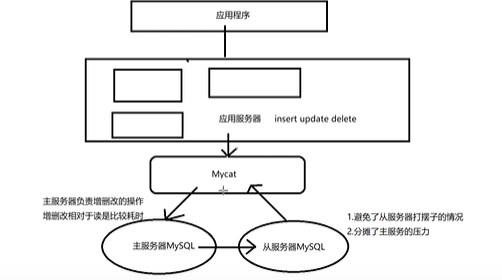 应用程序
应用服务器 insert update delete
Mycat
主服务器负责增删改的操作
增删改相对于读是比较耗时
1.避免了从服务器打摆子的情况
2.分摊了主服务的压力
主服务器MySQL
从服务器MySQL